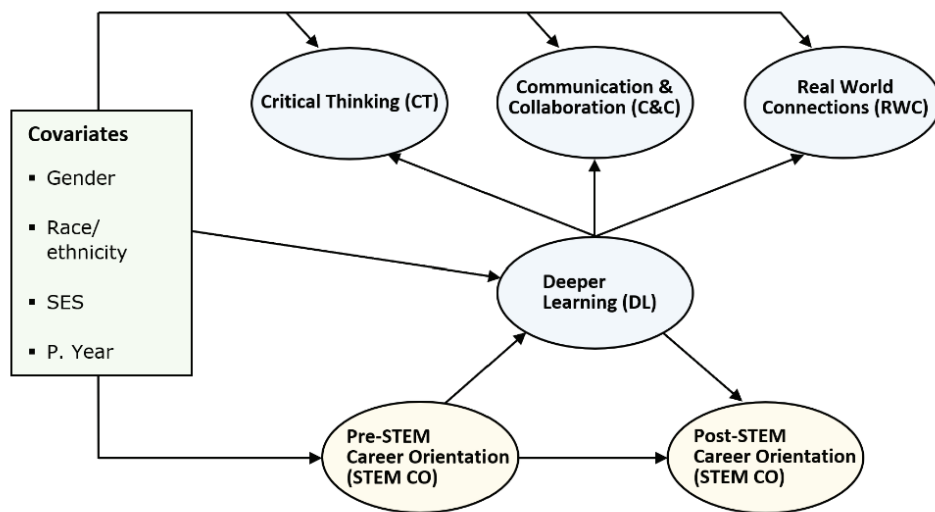 Critical Thinking (CT)
Communication &
Collaboration (C&C)
Real World
Connections (RWC)
Covariates
▪ Gender
▪ Race/
ethnicity
▪ SES
▪ P. Year
Deeper
Learning (DL)
Pre-STEM
Career Orientation
(STEM CO)
Post-STEM
Career Orientation
(STEM CO)